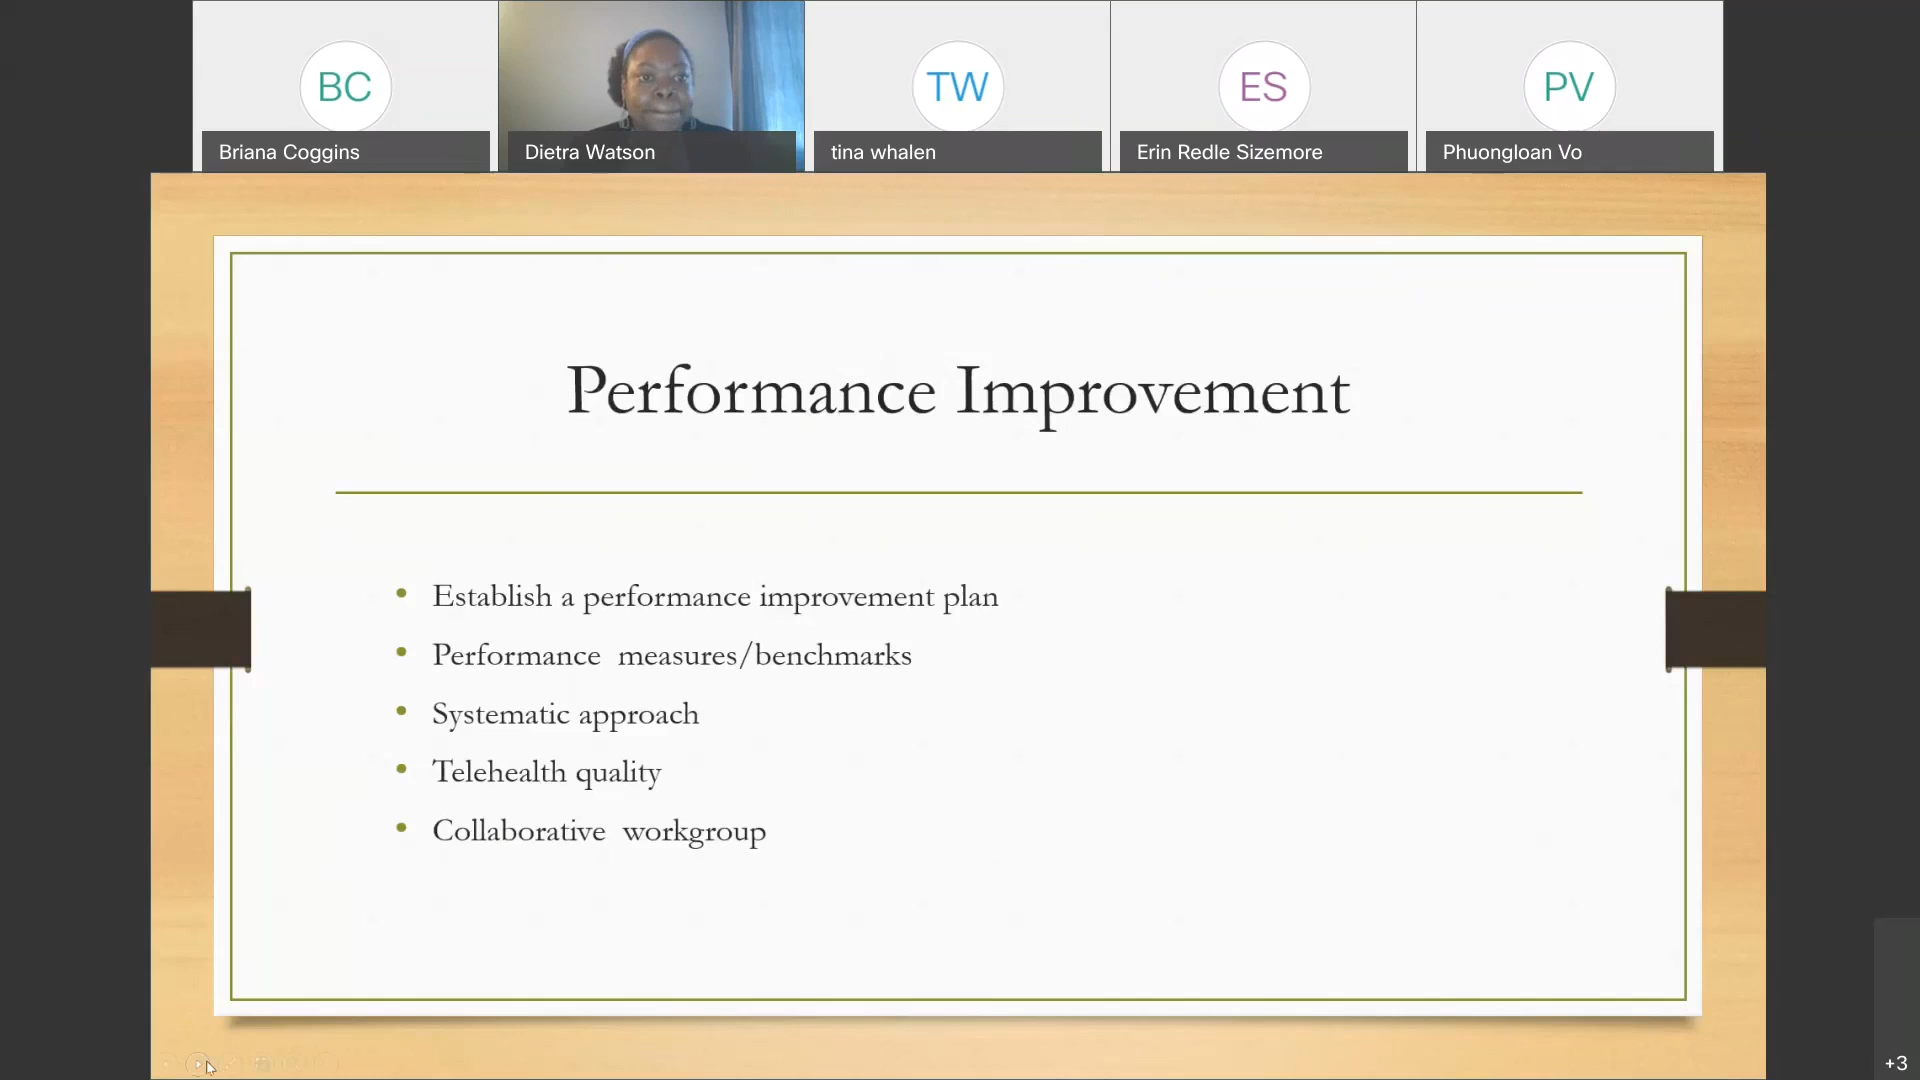 BC
TW
ES
PV
Briana Coggins
Dietra Watson
tina whalen
Erin Redle Sizemore
Phuongloan Vo
Performance Improvement
• Establish a performance improvement plan
• Performance  measures/benchmarks
• Systematic approach
• Telehealth quality
• Collaborative  workgroup
+3